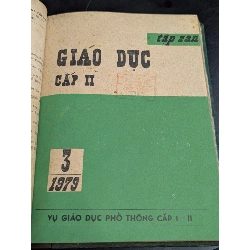 tập san
GIÁO DỤC
CẤP II
3
1979
VỤ GIÁO DỤC PHỔ THÔNG CẤP I - II